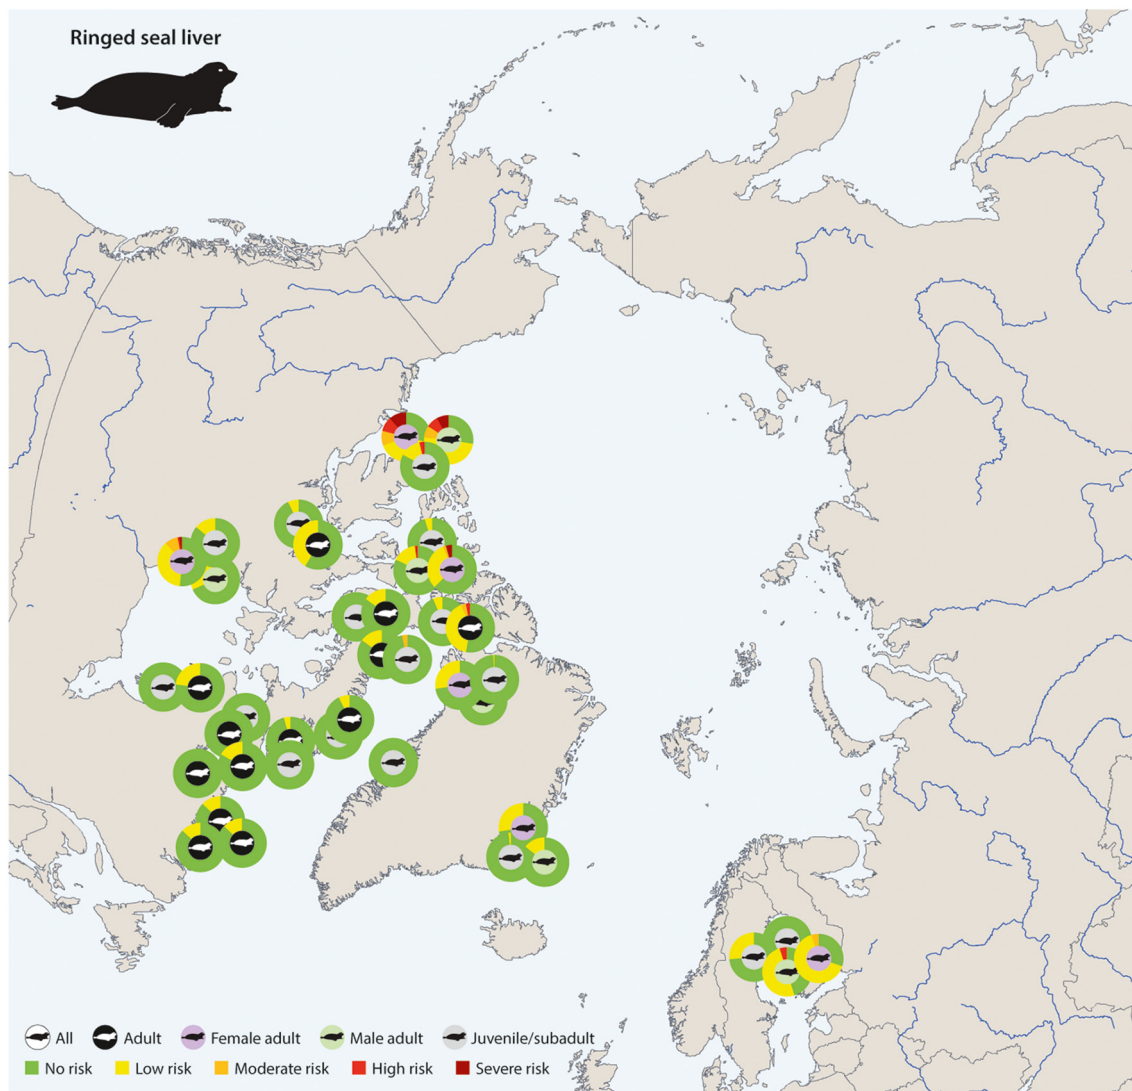 Ringed seal liver
All Adult Female adult Male adult Juvenile/subadult
No risk Low risk Moderate risk High risk Severe risk